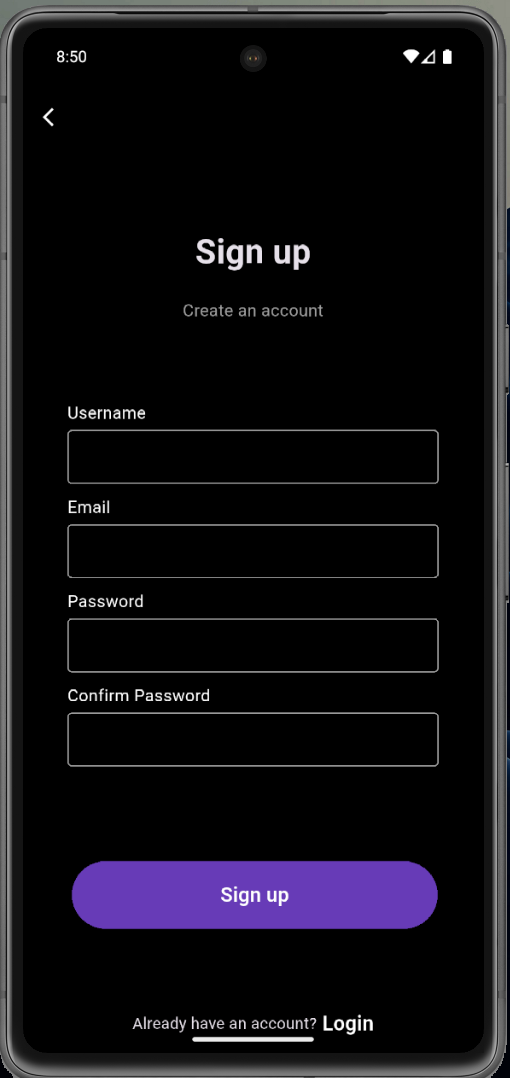 8:50
Sign up
Create an account
Username
Email
Password
Confirm Password
Sign up
Already have an account? Login